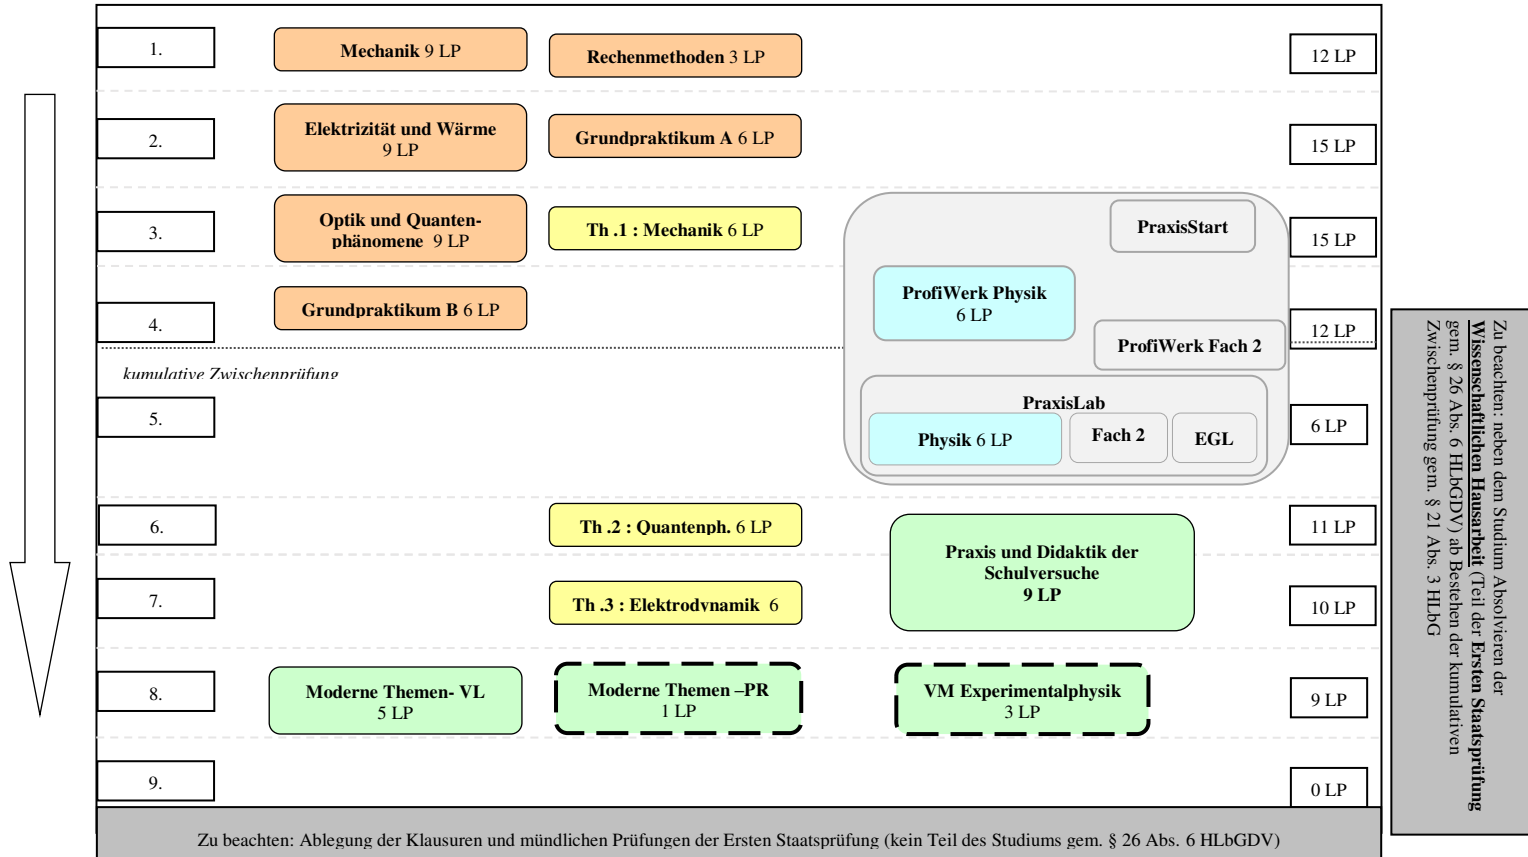 1.
Mechanik 9 LP
Rechenmethoden 3 LP
12 LP
2.
Elektrizität und Wärme
9 LP
Grundpraktikum A 6 LP
15 LP
3.
Optik und Quanten-
phänomene 9 LP
Th .1 : Mechanik 6 LP
PraxisStart
15 LP
ProfiWerk Physik
6 LP
4.
Grundpraktikum B 6 LP
12 LP
ProfiWerk Fach 2
kumulative Zwischenprüfung
5.
PraxisLab
Physik 6 LP
Fach 2
EGL
6 LP
6.
Th .2 : Quantenph. 6 LP
11 LP
Praxis und Didaktik der
Schulversuche
9 LP
7.
Th .3 : Elektrodynamik 6
10 LP
8.
Moderne Themen- VL
5 LP
Moderne Themen –PR
1 LP
VM Experimentalphysik
3 LP
9 LP
9.
0 LP
Zu beachten: Ablegung der Klausuren und mündlichen Prüfungen der Ersten Staatsprüfung (kein Teil des Studiums gem. § 26 Abs. 6 HLbGDV)
Zu beachten: neben dem Studium Absolvieren der
Wissenschaftlichen Hausarbeit (Teil der Ersten Staatsprüfung
gem. § 26 Abs. 6 HLbGDV) ab Bestehen der kumulativen
Zwischenprüfung gem. § 21 Abs. 3 HLbG